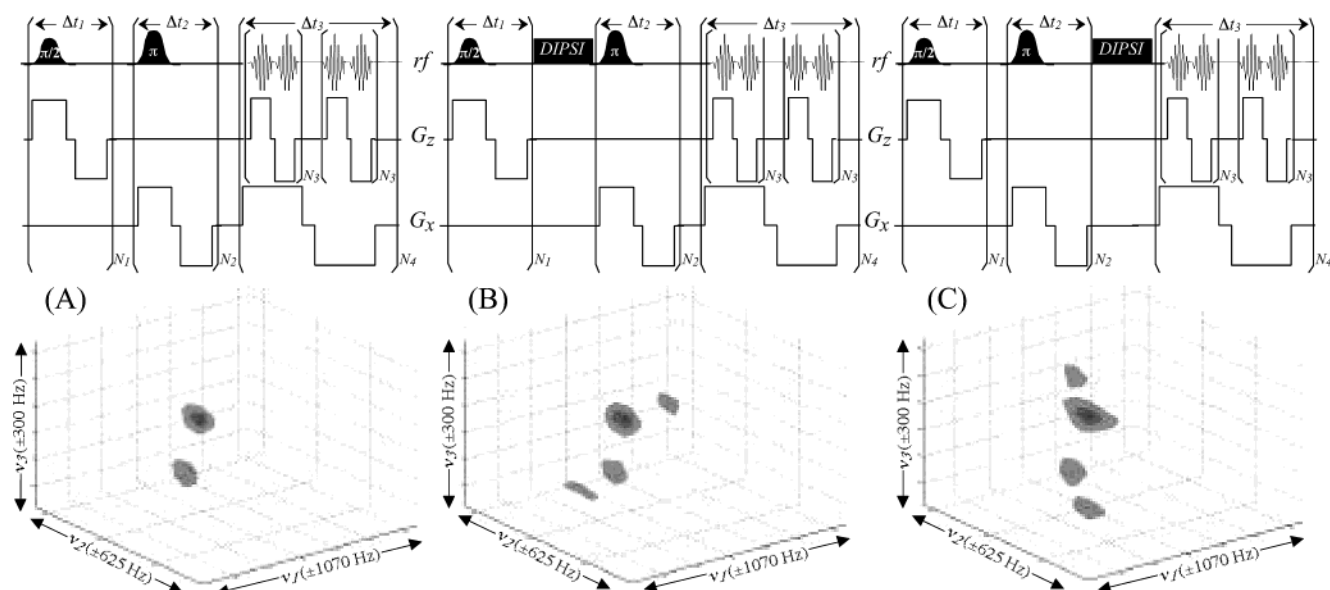 Δt1 Δt2 Δt3 Δt1 Δt2 Δt3 Δt1 Δt2 Δt3
π/2 π rf π/2 DIPSI π rf π/2 π DIPSI
Gz Gz
N3 N3 N3 N3 N3 N3
Gx Gx
N1 N2 N4 N1 N2 N4 N1 N2 N4
(A) (B) (C)
ν3(±300 Hz) ν3(±300 Hz) ν3(±300 Hz)
ν2(±625 Hz) ν1(±1070 Hz) ν2(±625 Hz) ν1(±1070 Hz) ν2(±625 Hz) ν1(±1070 Hz)